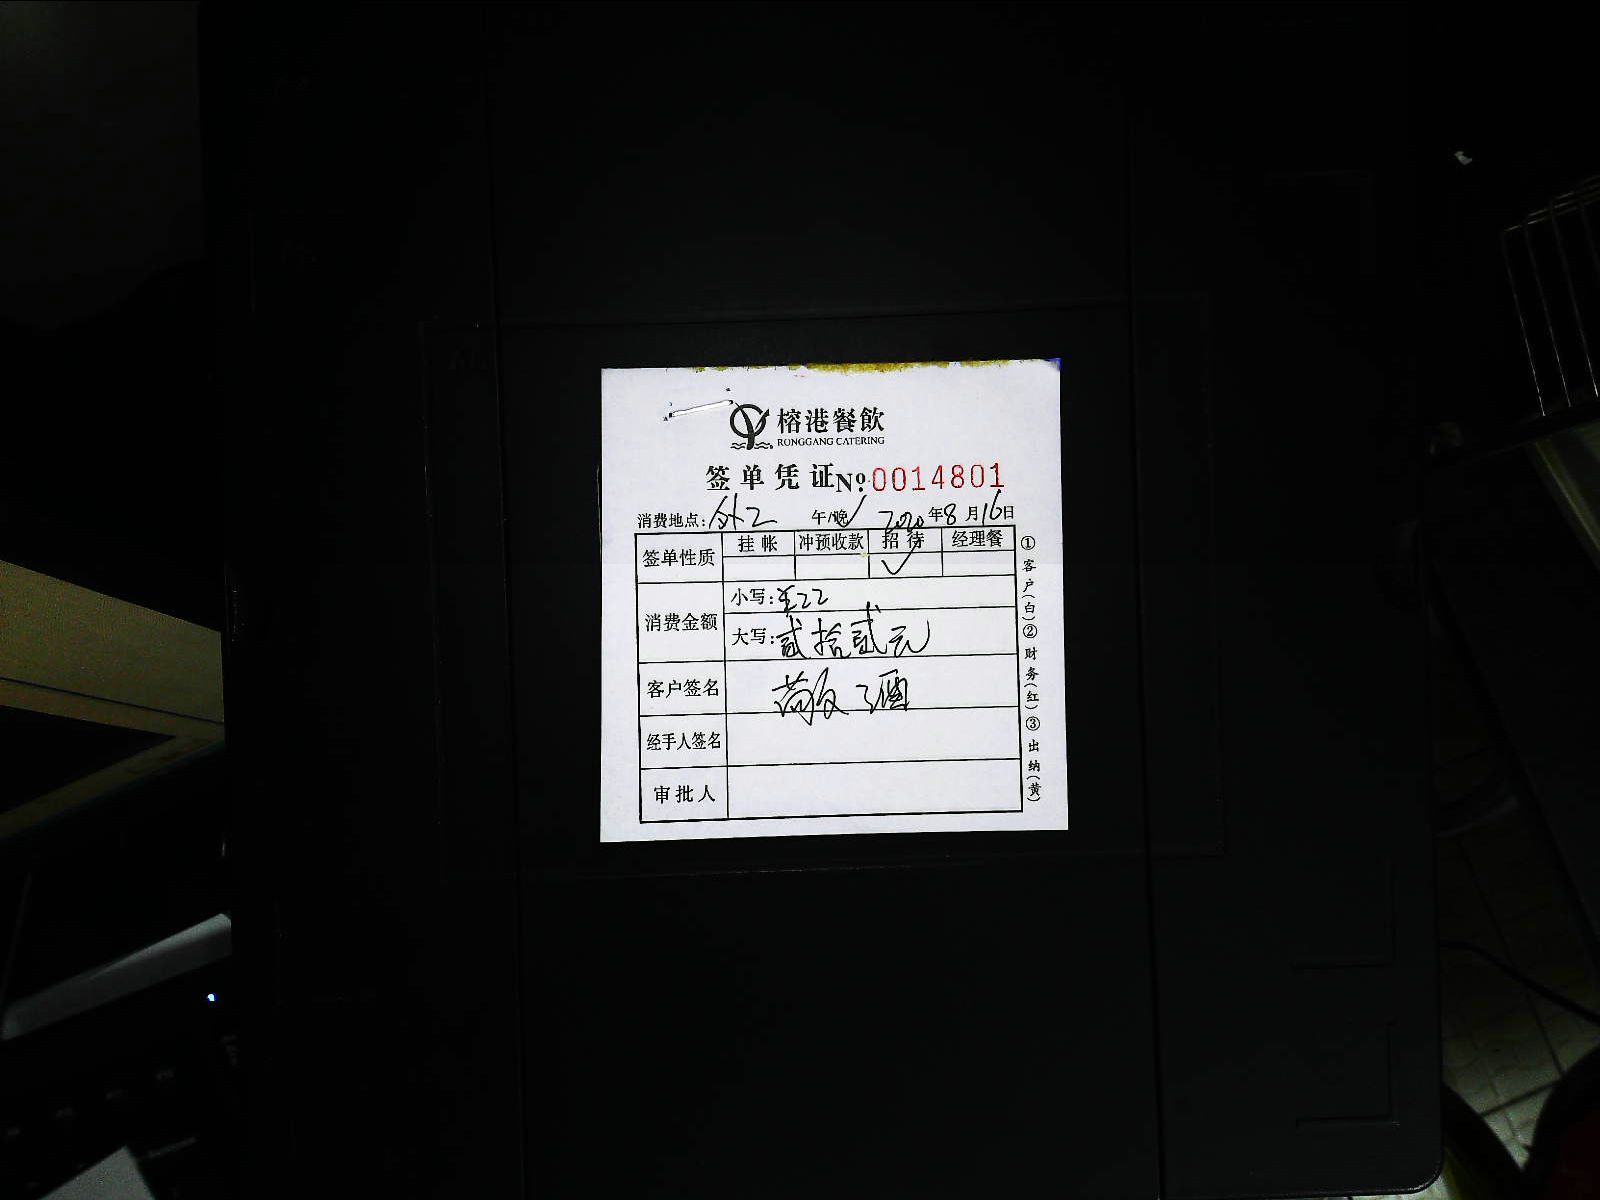 榕港餐飲
RONGGANG CATERING
签单凭证 Nº 0014801
消费地点: 外2 午/晚✓ 2020年8月16日
签单性质 挂帐 冲预收款 招待 经理餐
✓
消费金额 小写: ¥22
大写: 贰拾贰元
客户签名
经手人签名
审批人
①客户(白)②财务(红)③出纳(黄)